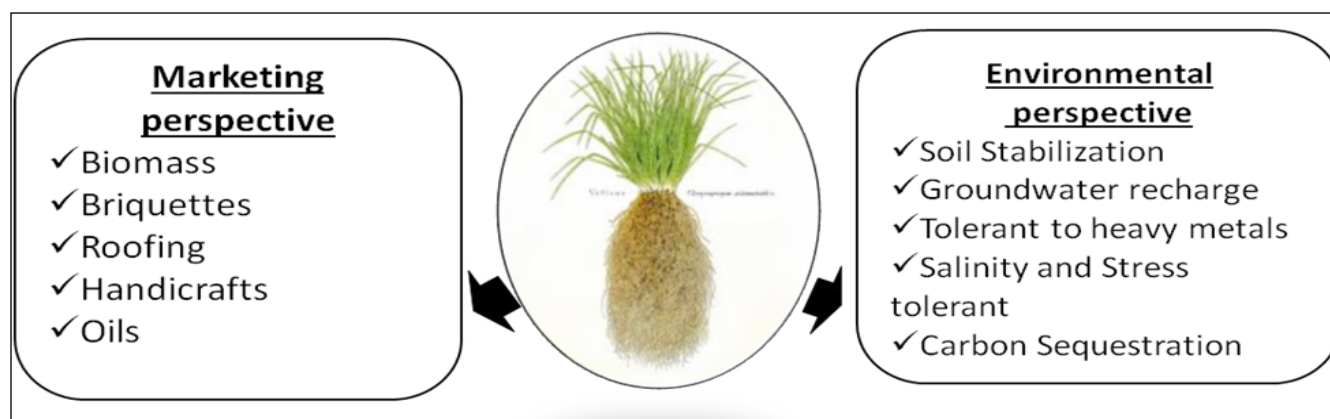 Marketing
perspective
✓Biomass
✓Briquettes
✓Roofing
✓Handicrafts
✓Oils
Vetiver
Environmental
perspective
✓Soil Stabilization
✓Groundwater recharge
✓Tolerant to heavy metals
✓Salinity and Stress
tolerant
✓Carbon Sequestration